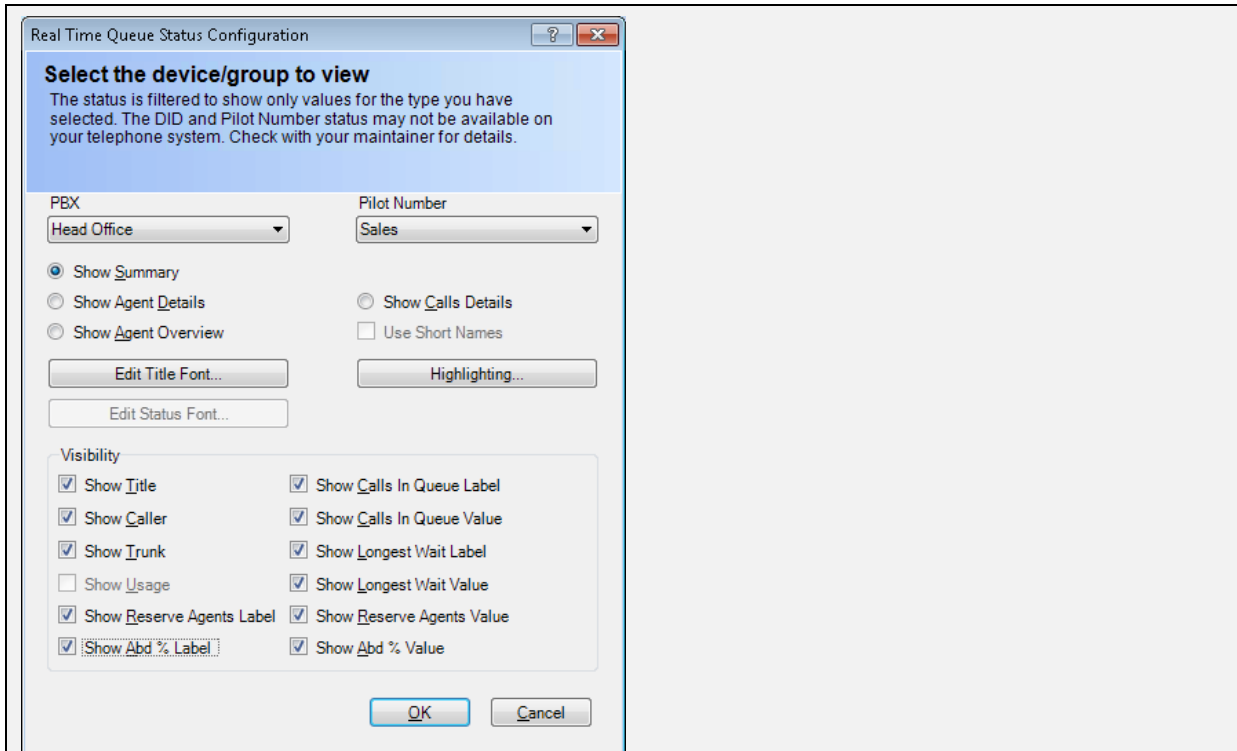 Real Time Queue Status Configuration
Select the device/group to view
The status is filtered to show only values for the type you have
selected. The DID and Pilot Number status may not be available on
your telephone system. Check with your maintainer for details.
PBX
Pilot Number
Head Office
Sales
Show Summary
Show Agent Details
Show Calls Details
Show Agent Overview
Use Short Names
Edit Title Font...
Highlighting...
Edit Status Font...
Visibility
Show Title
Show Calls In Queue Label
Show Caller
Show Calls In Queue Value
Show Trunk
Show Longest Wait Label
Show Usage
Show Longest Wait Value
Show Reserve Agents Label
Show Reserve Agents Value
Show Abd % Label
Show Abd % Value
OK
Cancel